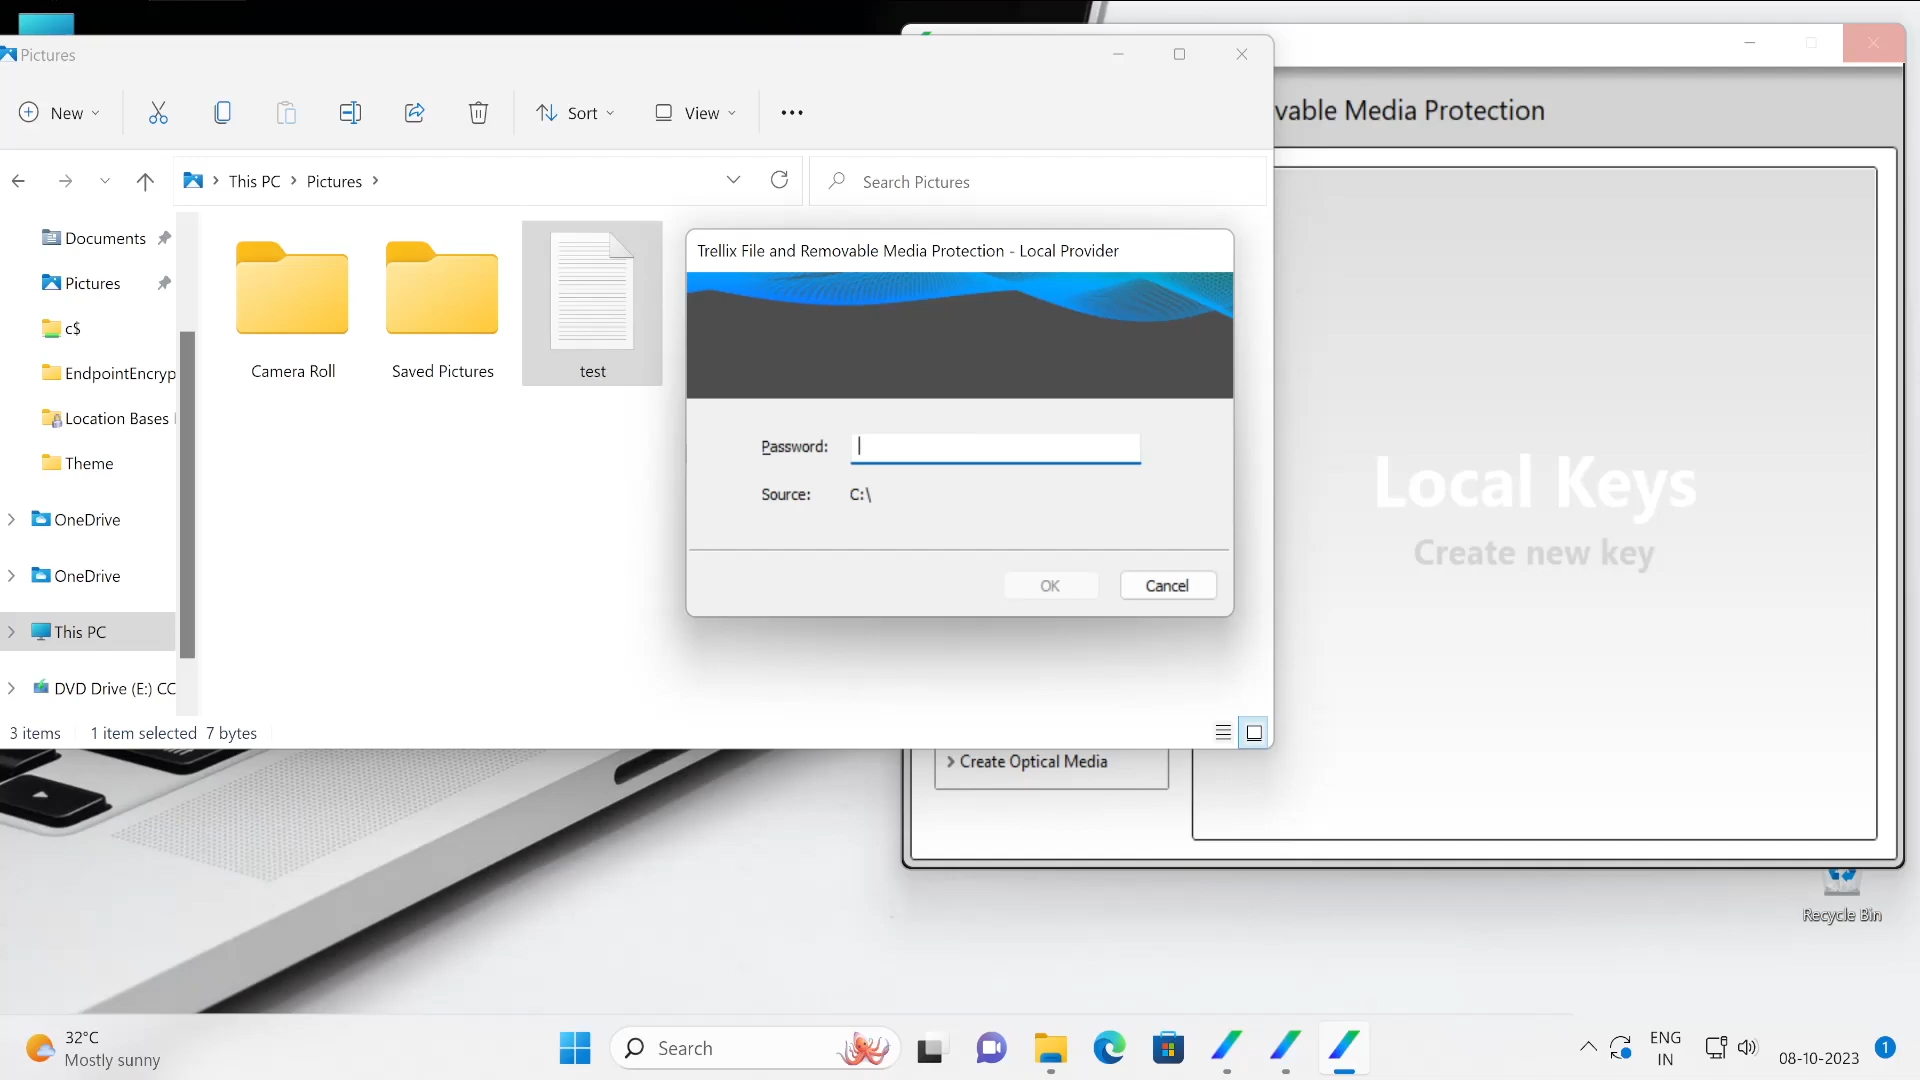 Pictures
New
Sort
View
This PC
Pictures
Search Pictures
Documents
Pictures
c$
EndpointEncryp
Location Bases
Theme
OneDrive
OneDrive
This PC
DVD Drive (E:) CC
Camera Roll
Saved Pictures
test
3 items
1 item selected 7 bytes
Trellix File and Removable Media Protection - Local Provider
Password:
Source: C:\
OK
Cancel
vable Media Protection
Local Keys
Create new key
Create Optical Media
Recycle Bin
32°C
Mostly sunny
Search
ENG
IN
08-10-2023
1